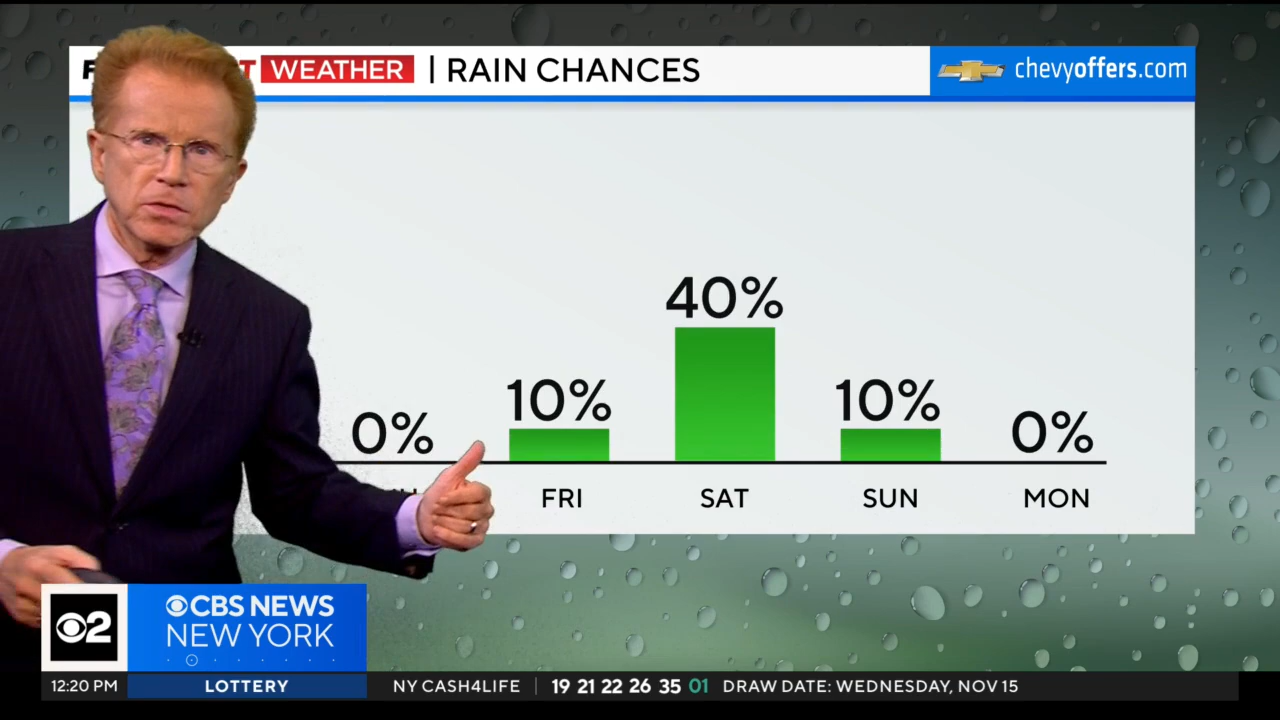 WEATHER | RAIN CHANCES
chevyoffers.com
40%
10%
10%
0%
0%
FRI
SAT
SUN
MON
2
CBS NEWS
NEW YORK
12:20 PM
LOTTERY
NY CASH4LIFE | 19 21 22 26 35 01 DRAW DATE: WEDNESDAY, NOV 15